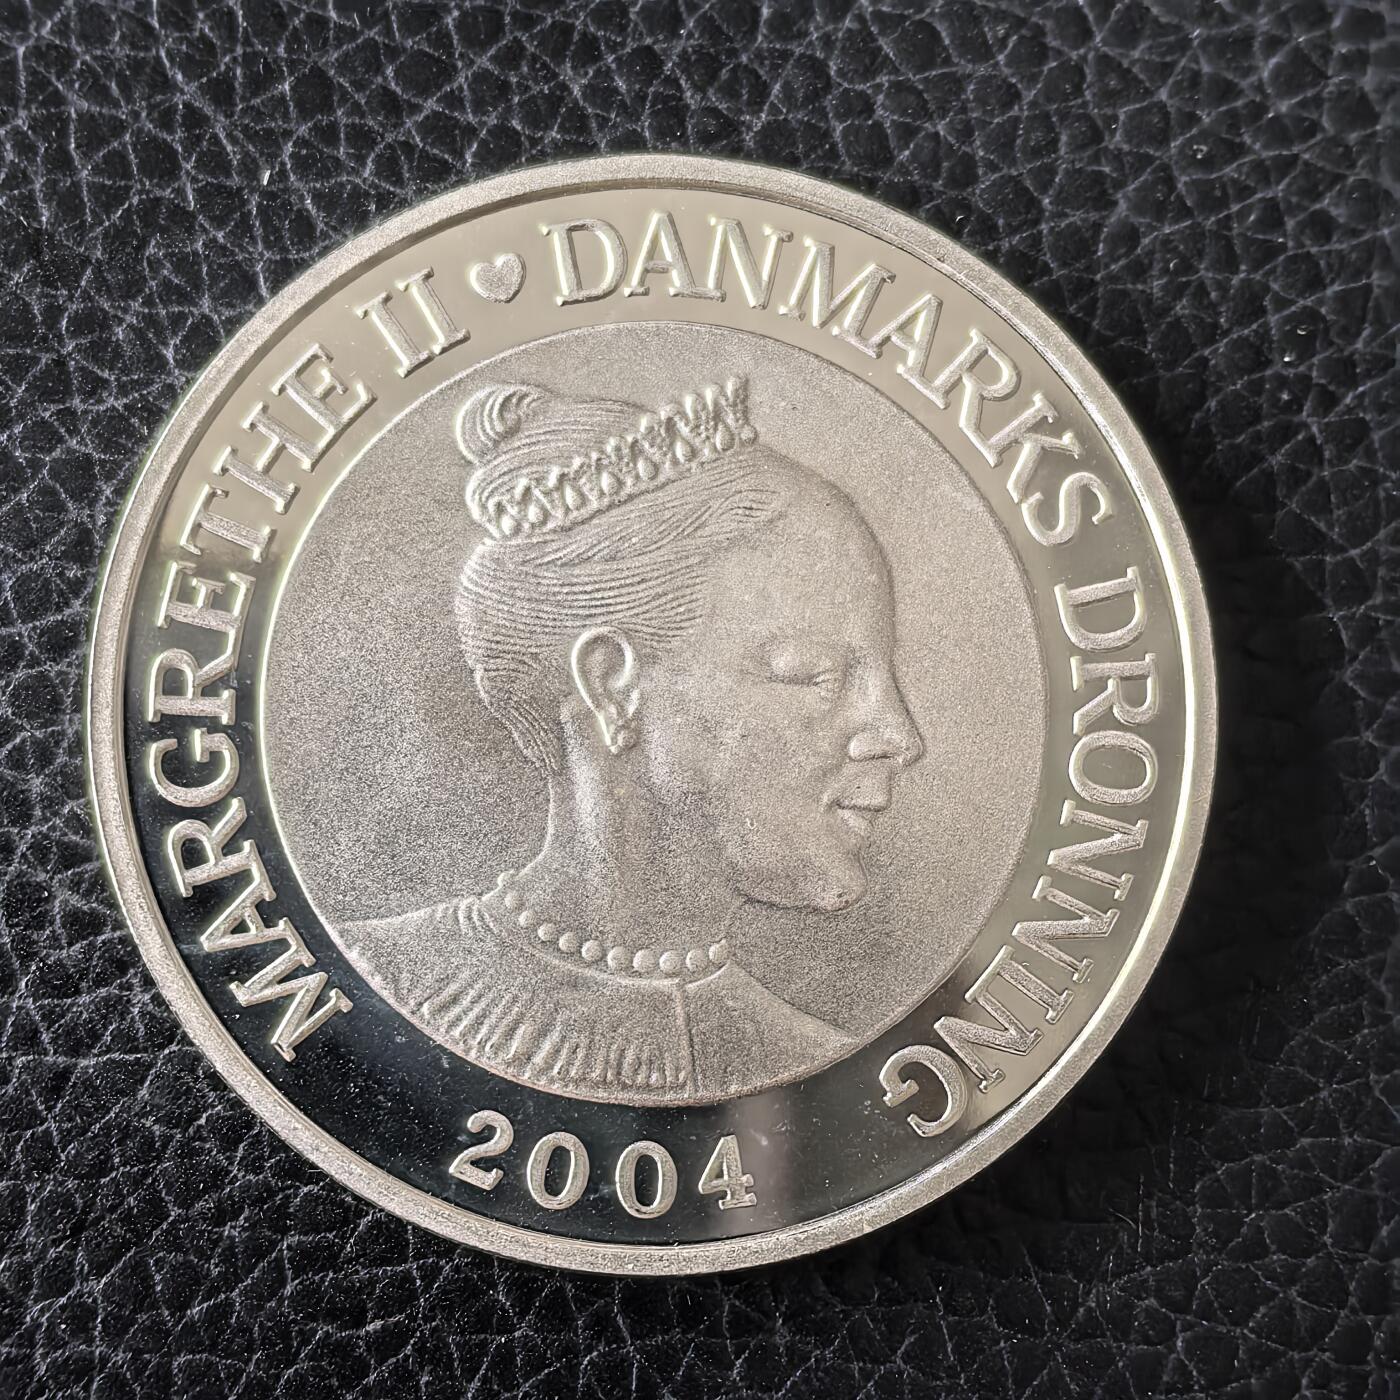 MARGRETHE II ♥ DANMARKS DRONNING
2004